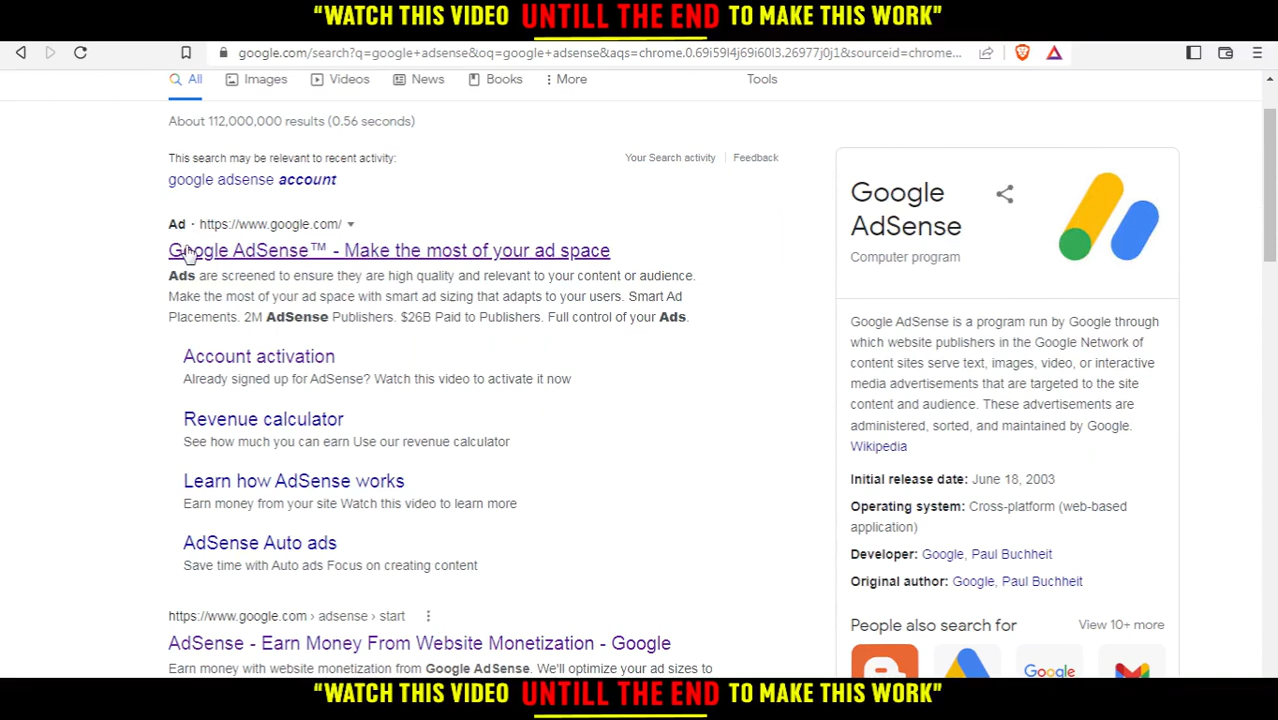 “WATCH THIS VIDEO UNTILL THE END TO MAKE THIS WORK”
google.com/search?q=google+adsense&oq=google+adsense&aqs=chrome.0.69i59l4j69i60l3.26977j0j1&sourceid=chrome...
All Images Videos News Books More Tools
About 112,000,000 results (0.56 seconds)
This search may be relevant to recent activity: Your Search activity Feedback
google adsense account
Ad · https://www.google.com/
Google AdSense™ - Make the most of your ad space
Ads are screened to ensure they are high quality and relevant to your content or audience.
Make the most of your ad space with smart ad sizing that adapts to your users. Smart Ad
Placements. 2M AdSense Publishers. $26B Paid to Publishers. Full control of your Ads.
Account activation
Already signed up for AdSense? Watch this video to activate it now
Revenue calculator
See how much you can earn Use our revenue calculator
Learn how AdSense works
Earn money from your site Watch this video to learn more
AdSense Auto ads
Save time with Auto ads Focus on creating content
https://www.google.com › adsense › start
AdSense - Earn Money From Website Monetization - Google
Earn money with website monetization from Google AdSense. We'll optimize your ad sizes to
Google
AdSense
Computer program
Google AdSense is a program run by Google through
which website publishers in the Google Network of
content sites serve text, images, video, or interactive
media advertisements that are targeted to the site
content and audience. These advertisements are
administered, sorted, and maintained by Google.
Wikipedia
Initial release date: June 18, 2003
Operating system: Cross-platform (web-based
application)
Developer: Google, Paul Buchheit
Original author: Google, Paul Buchheit
People also search for View 10+ more
Google
“WATCH THIS VIDEO UNTILL THE END TO MAKE THIS WORK”